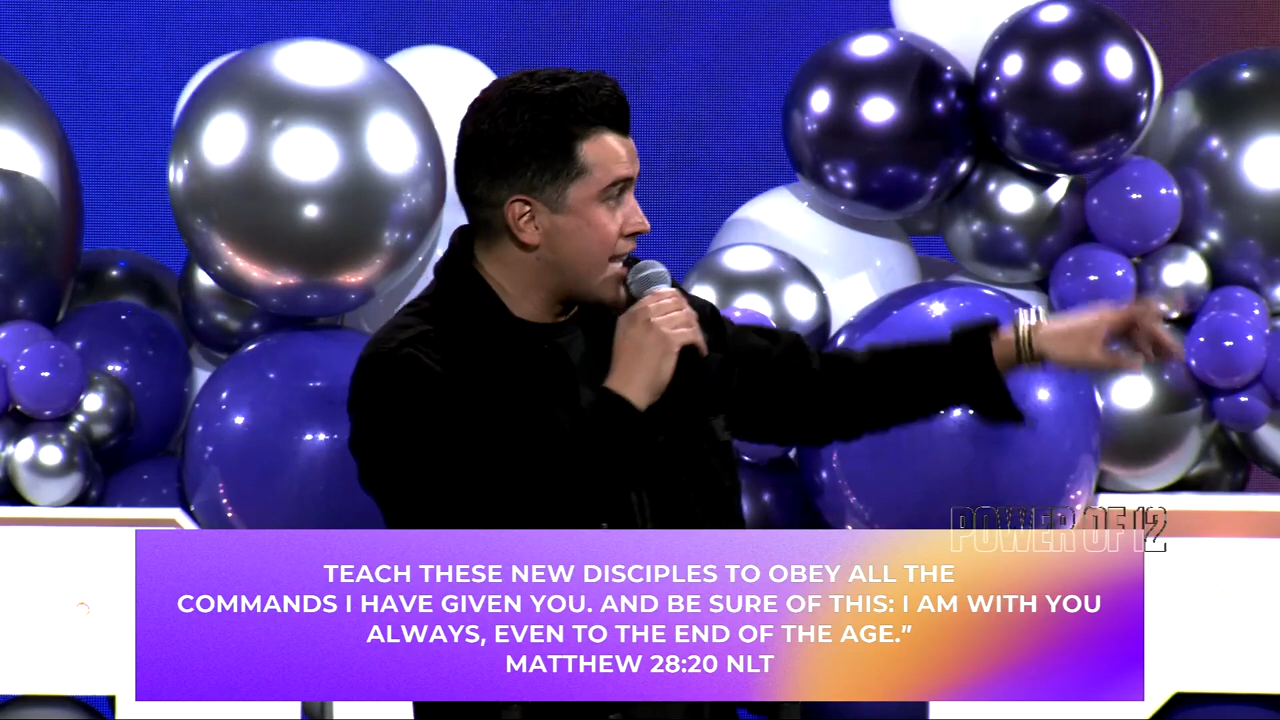 POWER OF 12
TEACH THESE NEW DISCIPLES TO OBEY ALL THE
COMMANDS I HAVE GIVEN YOU. AND BE SURE OF THIS: I AM WITH YOU
ALWAYS, EVEN TO THE END OF THE AGE.”
MATTHEW 28:20 NLT